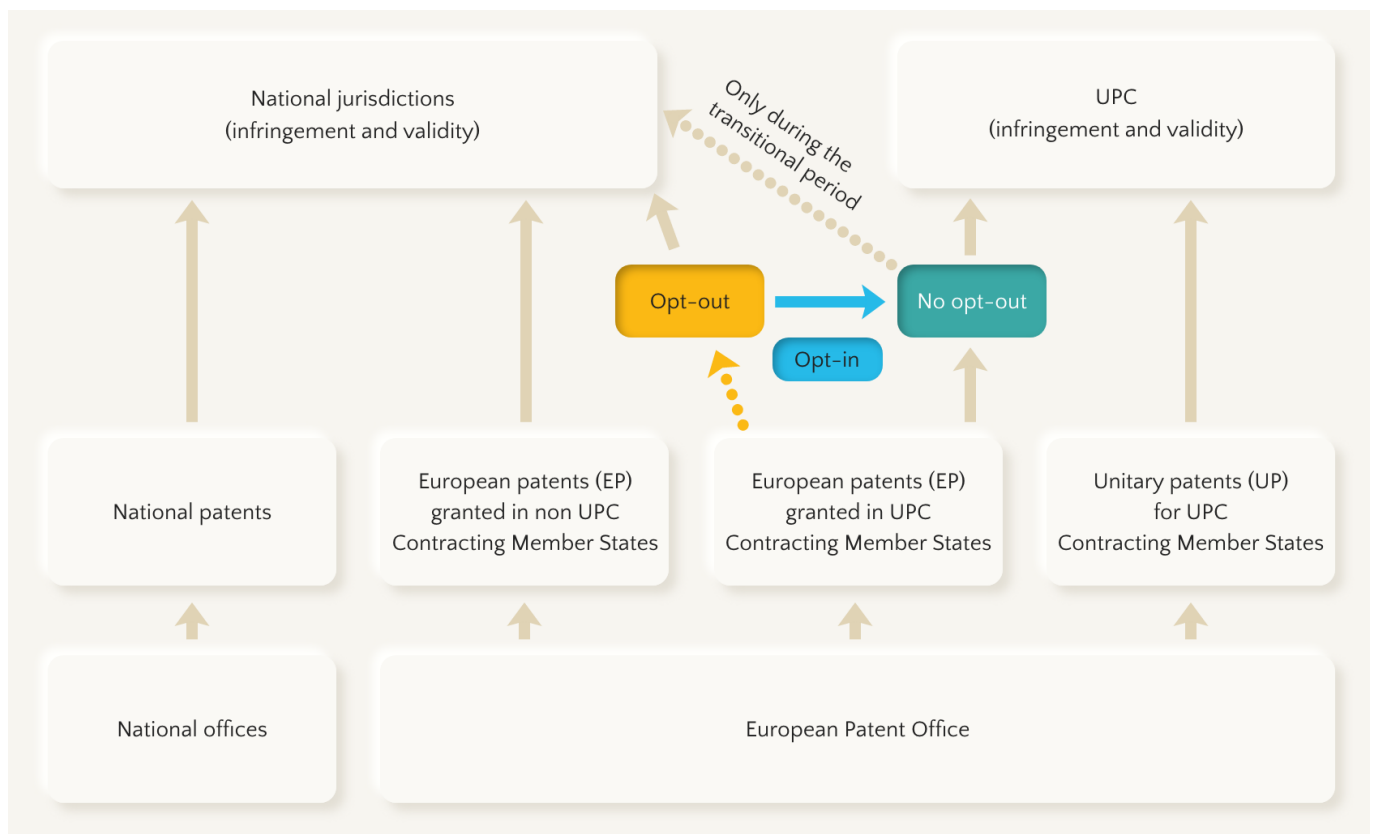 National jurisdictions
(infringement and validity)
UPC
(infringement and validity)
Only during the
transitional period
Opt-out
No opt-out
Opt-in
National patents
European patents (EP)
granted in non UPC
Contracting Member States
European patents (EP)
granted in UPC
Contracting Member States
Unitary patents (UP)
for UPC
Contracting Member States
National offices
European Patent Office